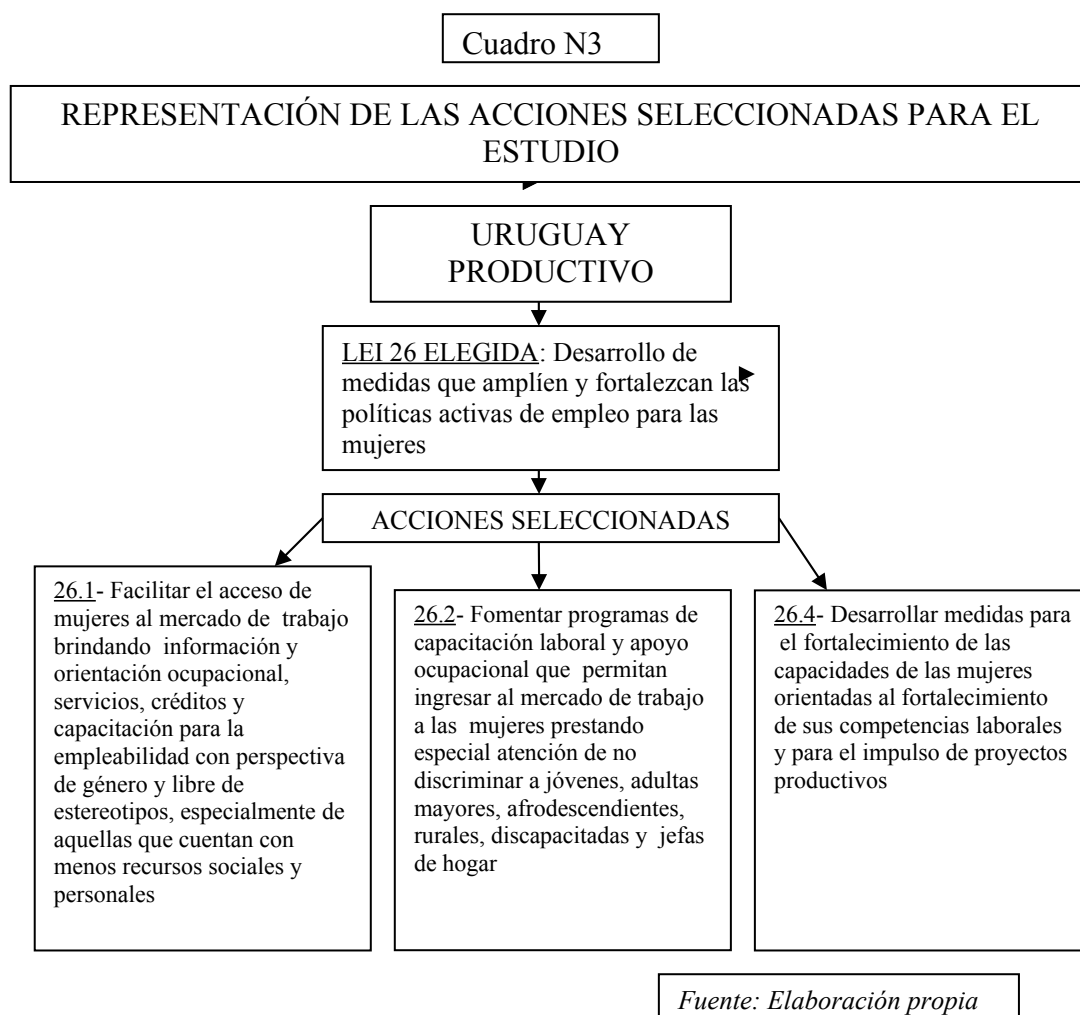 Cuadro N3
REPRESENTACIÓN DE LAS ACCIONES SELECCIONADAS PARA EL
ESTUDIO
URUGUAY
PRODUCTIVO
LEI 26 ELEGIDA: Desarrollo de
medidas que amplíen y fortalezcan las
políticas activas de empleo para las
mujeres
ACCIONES SELECCIONADAS
26.1- Facilitar el acceso de
mujeres al mercado de trabajo
brindando información y
orientación ocupacional,
servicios, créditos y
capacitación para la
empleabilidad con perspectiva
de género y libre de
estereotipos, especialmente de
aquellas que cuentan con
menos recursos sociales y
personales
26.2- Fomentar programas de
capacitación laboral y apoyo
ocupacional que permitan
ingresar al mercado de trabajo
a las mujeres prestando
especial atención de no
discriminar a jóvenes, adultas
mayores, afrodescendientes,
rurales, discapacitadas y jefas
de hogar
26.4- Desarrollar medidas para
el fortalecimiento de las
capacidades de las mujeres
orientadas al fortalecimiento
de sus competencias laborales
y para el impulso de proyectos
productivos
Fuente: Elaboración propia